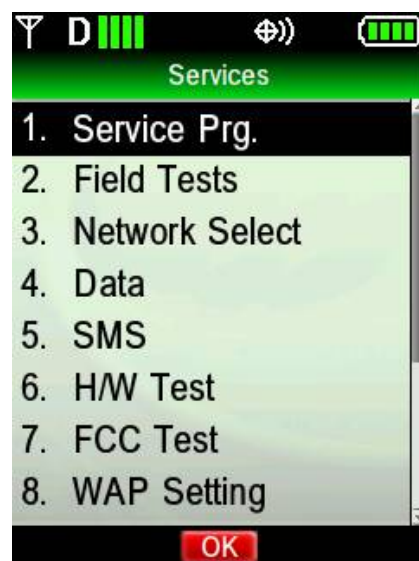 D
Services
1. Service Prg.
2. Field Tests
3. Network Select
4. Data
5. SMS
6. H/W Test
7. FCC Test
8. WAP Setting
OK